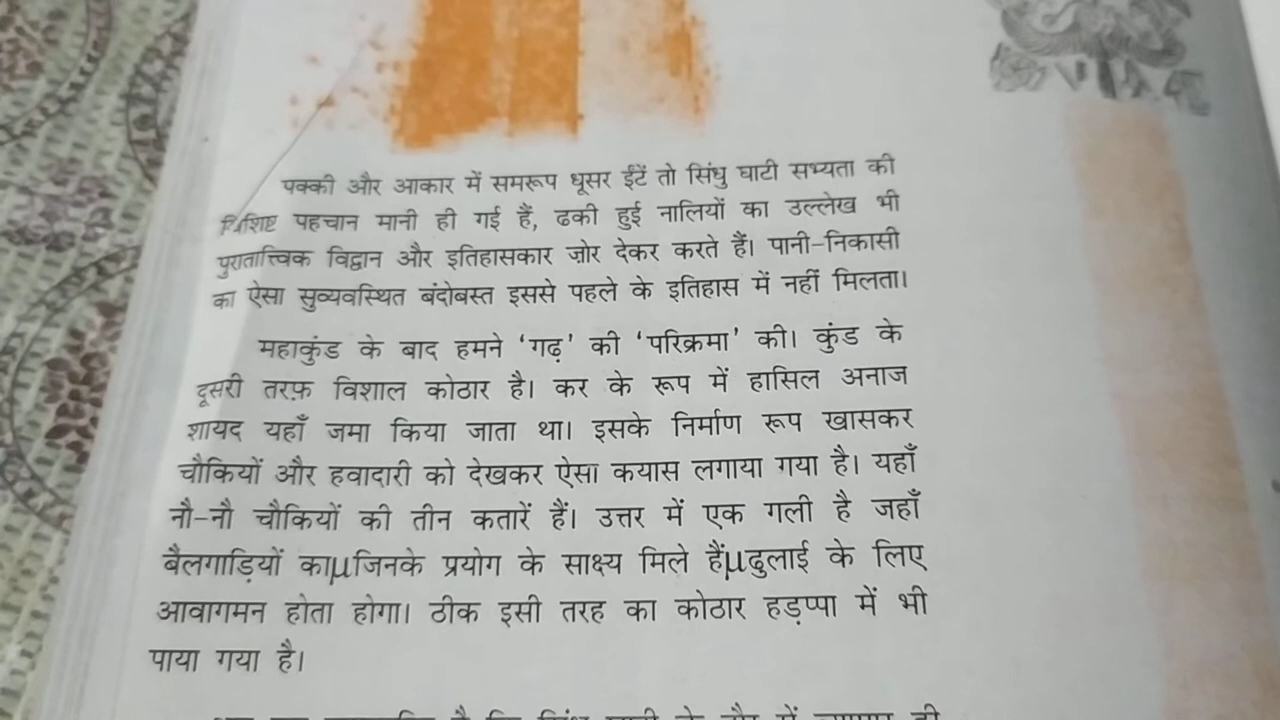 पक्की और आकार में समरूप धूसर ईंटें तो सिंधु घाटी सभ्यता की
विशिष्ट पहचान मानी ही गई हैं, ढकी हुई नालियों का उल्लेख भी
पुरातात्त्विक विद्वान और इतिहासकार ज़ोर देकर करते हैं। पानी-निकासी
का ऐसा सुव्यवस्थित बंदोबस्त इससे पहले के इतिहास में नहीं मिलता।
महाकुंड के बाद हमने ‘गढ़’ की ‘परिक्रमा’ की। कुंड के
दूसरी तरफ़ विशाल कोठार है। कर के रूप में हासिल अनाज
शायद यहाँ जमा किया जाता था। इसके निर्माण रूप खासकर
चौकियों और हवादारी को देखकर ऐसा कयास लगाया गया है। यहाँ
नौ-नौ चौकियों की तीन कतारें हैं। उत्तर में एक गली है जहाँ
बैलगाड़ियों काµजिनके प्रयोग के साक्ष्य मिले हैंµढुलाई के लिए
आवागमन होता होगा। ठीक इसी तरह का कोठार हड़प्पा में भी
पाया गया है।